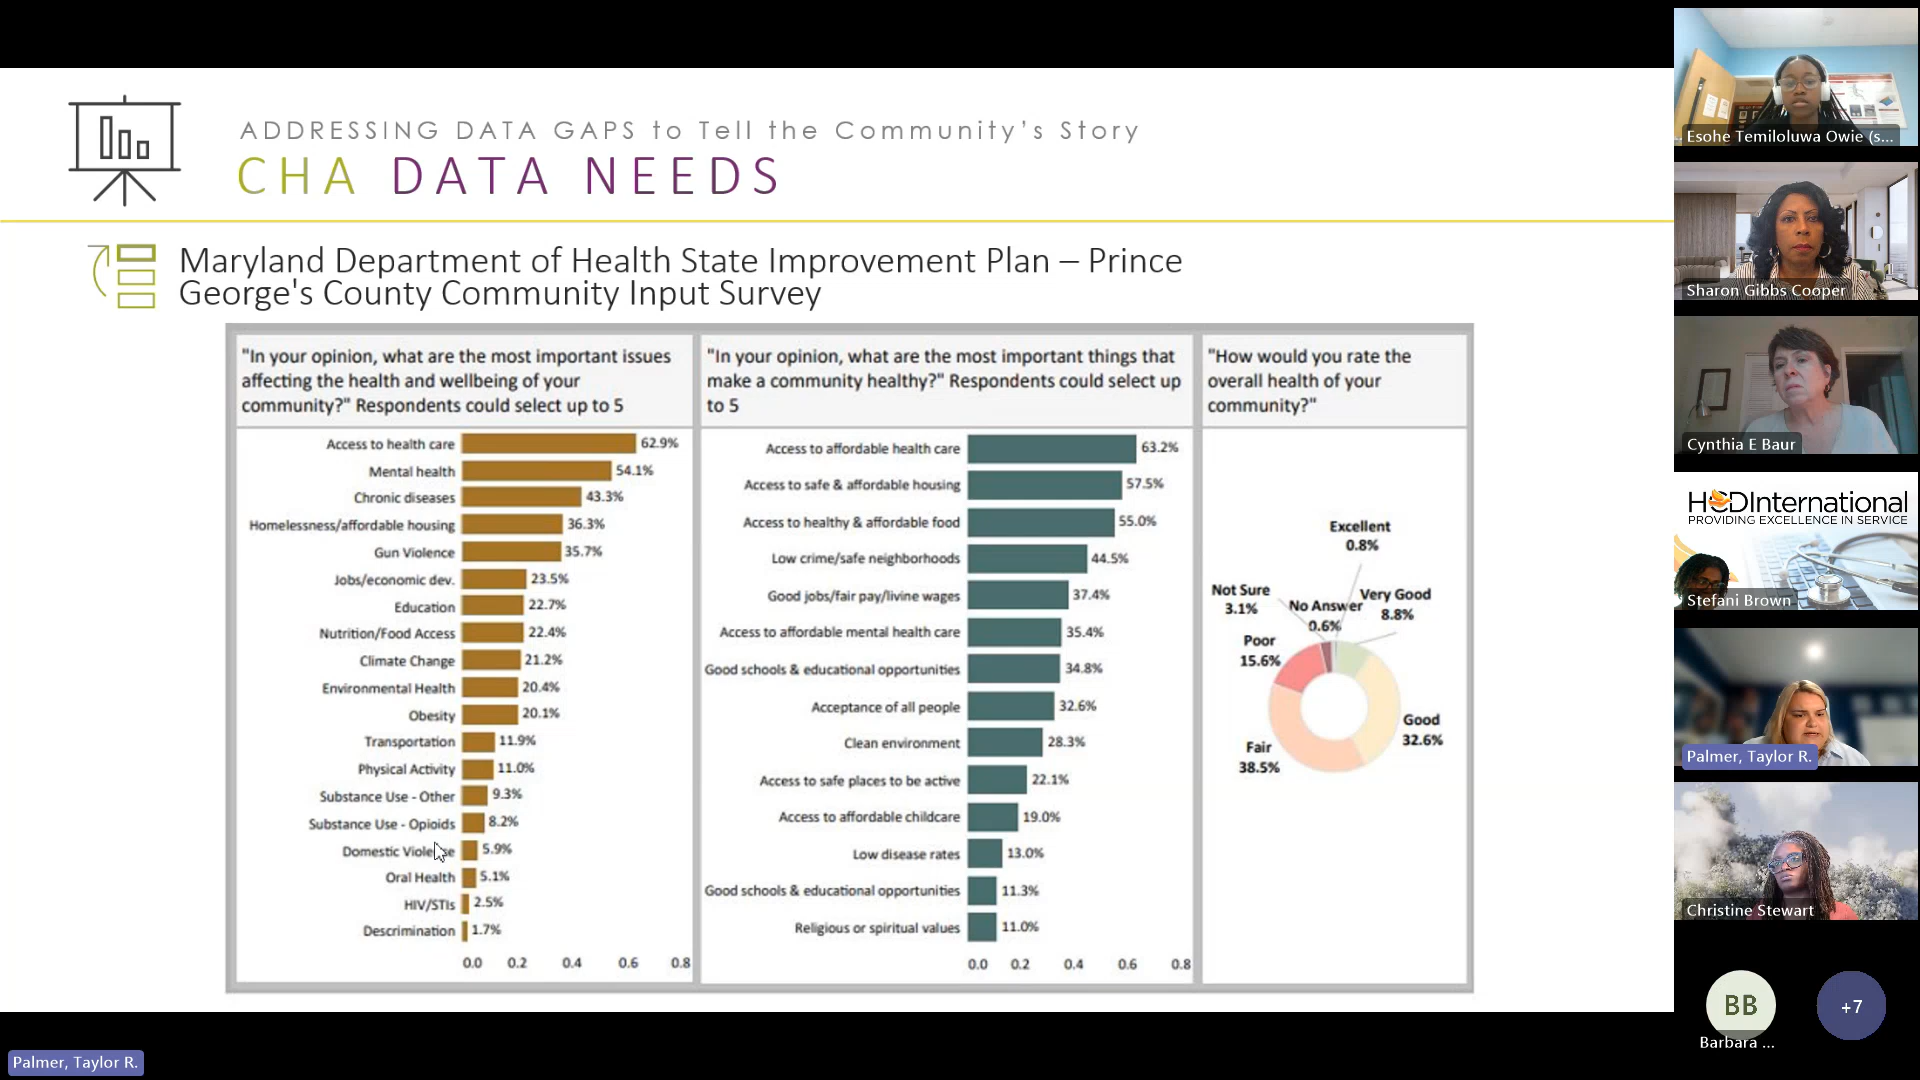 ADDRESSING DATA GAPS to Tell the Community's Story
CHA DATA NEEDS
Maryland Department of Health State Improvement Plan – Prince
George's County Community Input Survey
"In your opinion, what are the most important issues
affecting the health and wellbeing of your
community?" Respondents could select up to 5
Access to health care 62.9%
Mental health 54.1%
Chronic diseases 43.3%
Homelessness/affordable housing 36.3%
Gun Violence 35.7%
Jobs/economic dev. 23.5%
Education 22.7%
Nutrition/Food Access 22.4%
Climate Change 21.2%
Environmental Health 20.4%
Obesity 20.1%
Transportation 11.9%
Physical Activity 11.0%
Substance Use - Other 9.3%
Substance Use - Opioids 8.2%
Domestic Violence 5.9%
Oral Health 5.1%
HIV/STIs 2.5%
Descrimination 1.7%
0.0 0.2 0.4 0.6 0.8
"In your opinion, what are the most important things that
make a community healthy?" Respondents could select up
to 5
Access to affordable health care 63.2%
Access to safe & affordable housing 57.5%
Access to healthy & affordable food 55.0%
Low crime/safe neighborhoods 44.5%
Good jobs/fair pay/livine wages 37.4%
Access to affordable mental health care 35.4%
Good schools & educational opportunities 34.8%
Acceptance of all people 32.6%
Clean environment 28.3%
Access to safe places to be active 22.1%
Access to affordable childcare 19.0%
Low disease rates 13.0%
Good schools & educational opportunities 11.3%
Religious or spiritual values 11.0%
0.0 0.2 0.4 0.6 0.8
"How would you rate the
overall health of your
community?"
Excellent
0.8%
Not Sure
3.1%
No Answer
0.6%
Very Good
8.8%
Poor
15.6%
Good
32.6%
Fair
38.5%
Esohe Temiloluwa Owie (s...
Sharon Gibbs Cooper
Cynthia E Baur
HCDInternational
PROVIDING EXCELLENCE IN SERVICE
Stefani Brown
Palmer, Taylor R.
Christine Stewart
BB
+7
Barbara ...
Palmer, Taylor R.